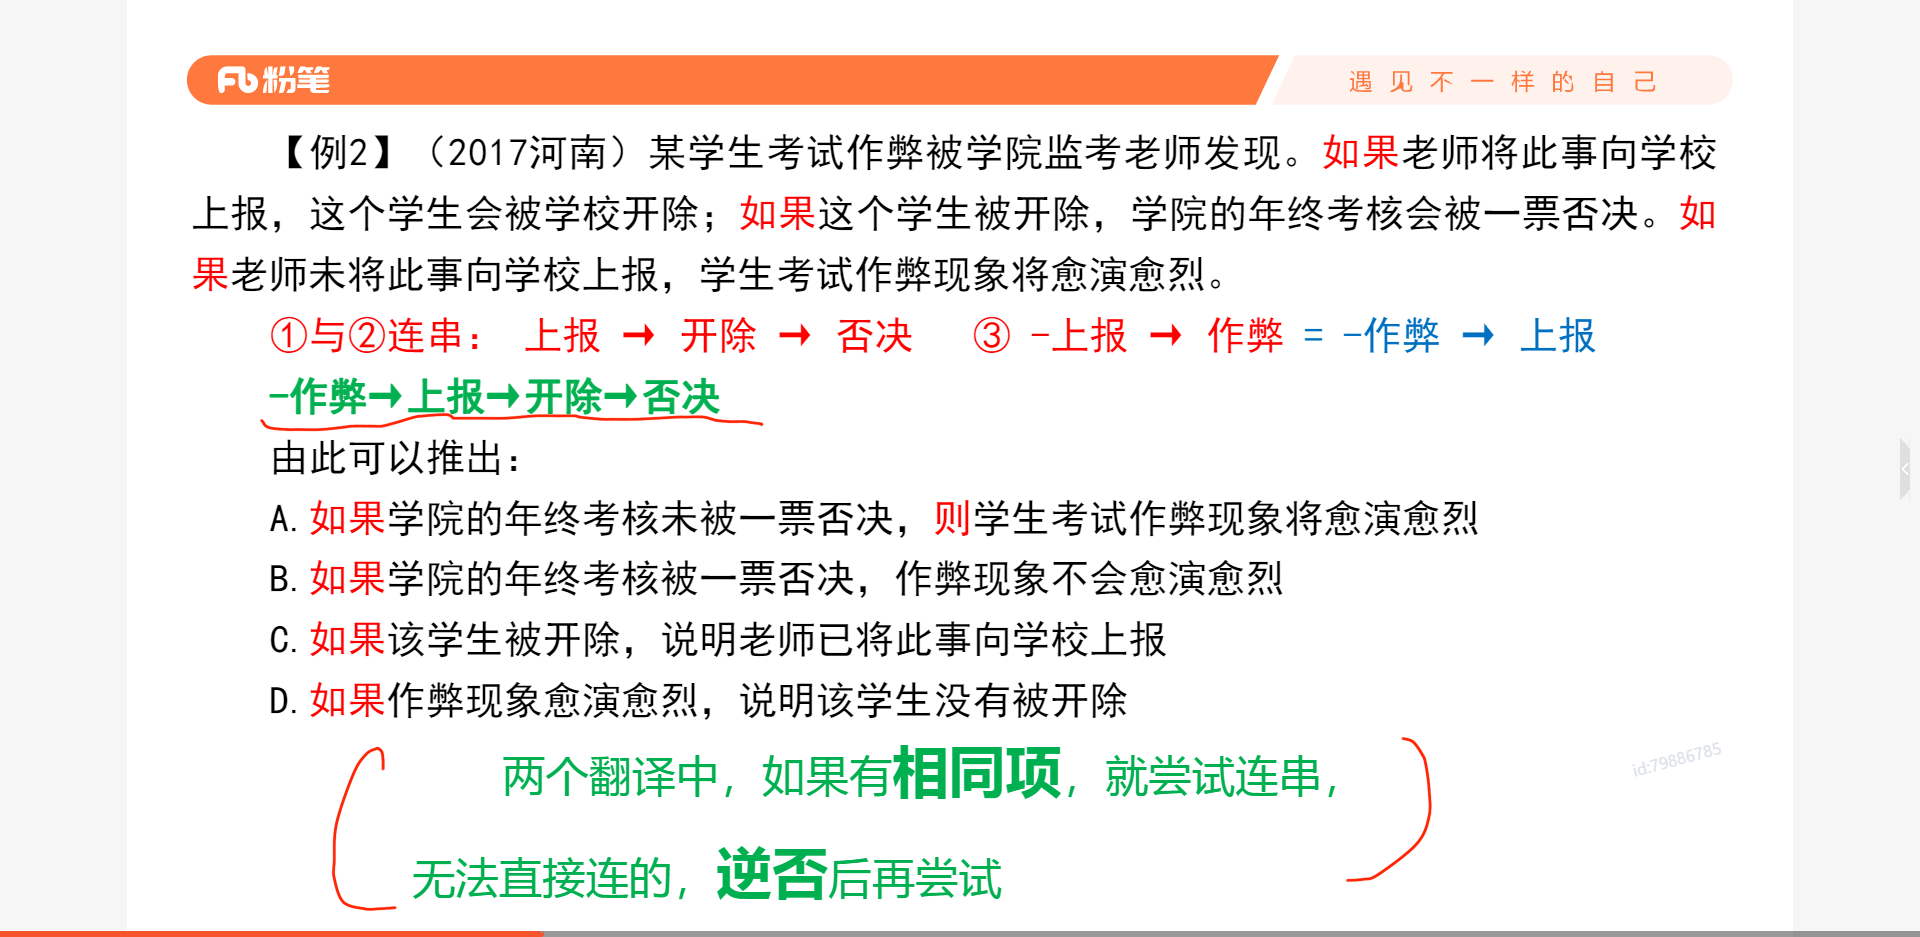 粉笔
遇见不一样的自己
【例2】（2017河南）某学生考试作弊被学院监考老师发现。如果老师将此事向学校
上报，这个学生会被学校开除；如果这个学生被开除，学院的年终考核会被一票否决。如
果老师未将此事向学校上报，学生考试作弊现象将愈演愈烈。
①与②连串： 上报 → 开除 → 否决 ③ -上报 → 作弊 = -作弊 → 上报
-作弊→上报→开除→否决
由此可以推出：
A. 如果学院的年终考核未被一票否决，则学生考试作弊现象将愈演愈烈
B. 如果学院的年终考核被一票否决，作弊现象不会愈演愈烈
C. 如果该学生被开除，说明老师已将此事向学校上报
D. 如果作弊现象愈演愈烈，说明该学生没有被开除
两个翻译中，如果有相同项，就尝试连串，
id:79886785
无法直接连的，逆否后再尝试